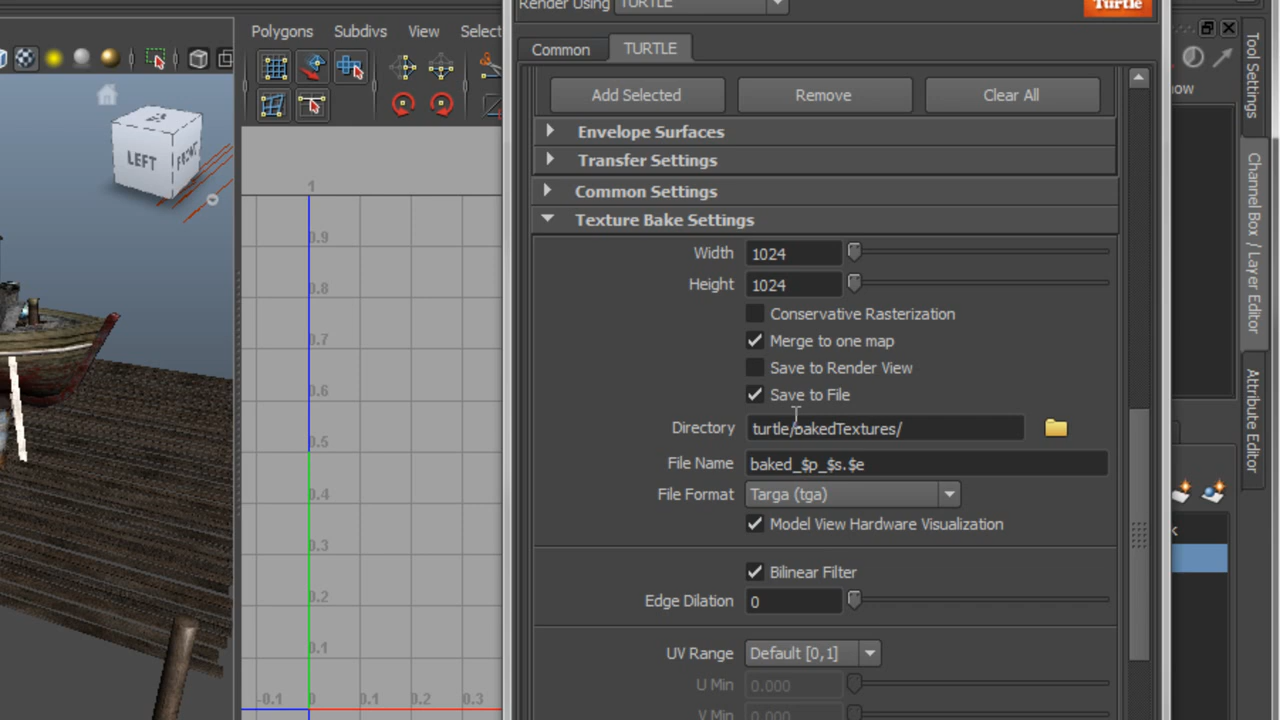 Render Using TURTLE Turtle
Polygons Subdivs View Select
Common TURTLE
Add Selected Remove Clear All
Envelope Surfaces
Transfer Settings
Common Settings
Texture Bake Settings
Width 1024
Height 1024
Conservative Rasterization
Merge to one map
Save to Render View
Save to File
Directory turtle/bakedTextures/
File Name baked_$p_$s.$e
File Format Targa (tga)
Model View Hardware Visualization
Bilinear Filter
Edge Dilation 0
UV Range Default [0,1]
U Min 0.000
V Min 0.000
LEFT FRONT
1
0.9
0.8
0.7
0.6
0.5
0.4
0.3
0.2
0.1
-0.1 0 0.1 0.2 0.3
Tool Settings
Channel Box / Layer Editor
Attribute Editor